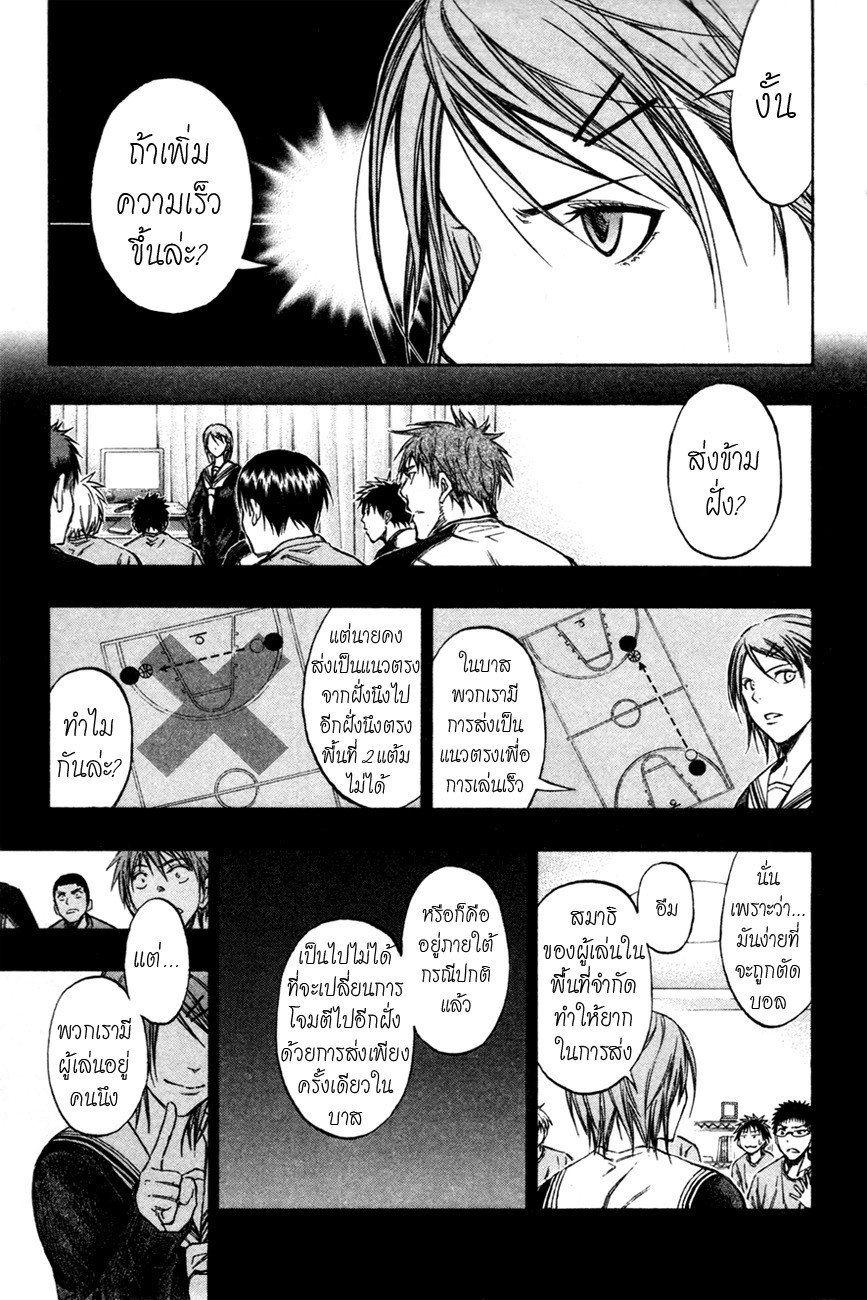 งั้น
ถ้าเพิ่ม
ความเร็ว
ขึ้นล่ะ?
ส่งข้าม
ฝั่ง?
ในบาส
พวกเรามี
การส่งเป็น
แนวตรงเพื่อ
การเล่นเร็ว
แต่นายคง
ส่งเป็นแนวตรง
จากฝั่งนึงไป
อีกฝั่งนึงตรง
พื้นที่ 2 แต้ม
ไม่ได้
ทำไม
กันล่ะ?
นั่น
เพราะว่า...
มันง่ายที่
จะถูกตัด
บอล
อืม
สมาธิ
ของผู้เล่นใน
พื้นที่จำกัด
ทำให้ยาก
ในการส่ง
หรือก็คือ
อยู่ภายใต้
กรณีปกติ
แล้ว
เป็นไปไม่ได้
ที่จะเปลี่ยนการ
โจมตีไปอีกฝั่ง
ด้วยการส่งเพียง
ครั้งเดียวใน
บาส
แต่...
พวกเรามี
ผู้เล่นอยู่
คนนึง